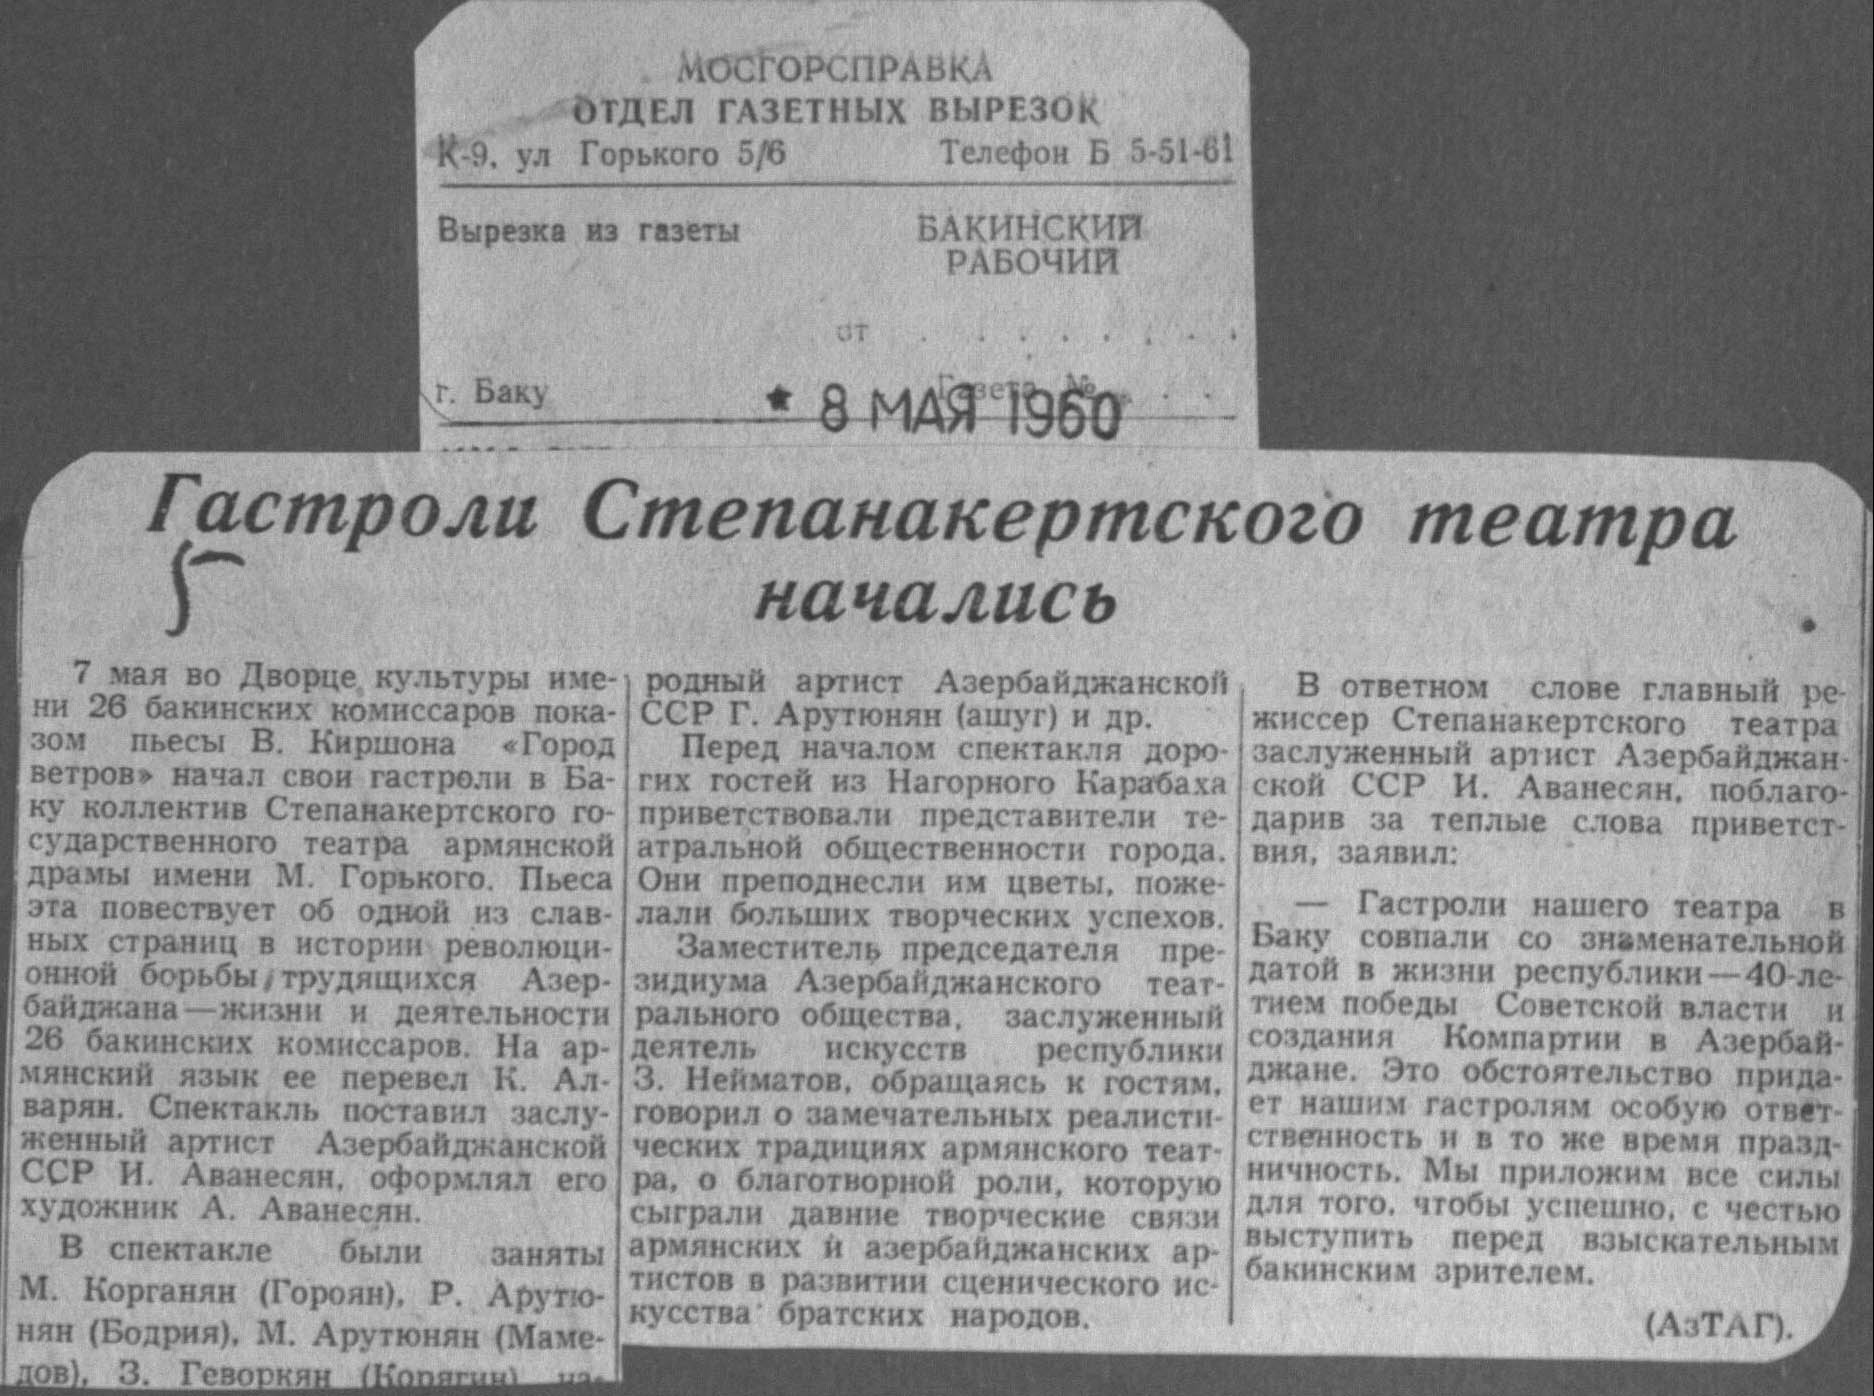 МОСГОРСПРАВКА
ОТДЕЛ ГАЗЕТНЫХ ВЫРЕЗОК
К-9, ул Горького 5/6 Телефон Б 5-51-61
Вырезка из газеты БАКИНСКИЙ
РАБОЧИЙ
от . . . . . . .
г. Баку Газета № . . .
* 8 МАЯ 1960
Гастроли Степанакертского театра
начались
7 мая во Дворце культуры име-
ни 26 бакинских комиссаров пока-
зом пьесы В. Киршона «Город
ветров» начал свои гастроли в Ба-
ку коллектив Степанакертского го-
сударственного театра армянской
драмы имени М. Горького. Пьеса
эта повествует об одной из слав-
ных страниц в истории революци-
онной борьбы трудящихся Азер-
байджана—жизни и деятельности
26 бакинских комиссаров. На ар-
мянский язык ее перевел К. Ал-
варян. Спектакль поставил заслу-
женный артист Азербайджанской
ССР И. Аванесян, оформлял его
художник А. Аванесян.
В спектакле были заняты
М. Корганян (Гороян), Р. Арутю-
нян (Бодрия), М. Арутюнян (Маме-
дов), З. Геворкян (Корягин), на-
родный артист Азербайджанской
ССР Г. Арутюнян (ашуг) и др.
Перед началом спектакля доро-
гих гостей из Нагорного Карабаха
приветствовали представители те-
атральной общественности города.
Они преподнесли им цветы, поже-
лали больших творческих успехов.
Заместитель председателя пре-
зидиума Азербайджанского теат-
рального общества, заслуженный
деятель искусств республики
З. Нейматов, обращаясь к гостям,
говорил о замечательных реалисти-
ческих традициях армянского теат-
ра, о благотворной роли, которую
сыграли давние творческие связи
армянских и азербайджанских ар-
тистов в развитии сценического ис-
кусства братских народов.
В ответном слове главный ре-
жиссер Степанакертского театра
заслуженный артист Азербайджан-
ской ССР И. Аванесян, поблаго-
дарив за теплые слова приветст-
вия, заявил:
— Гастроли нашего театра в
Баку совпали со знаменательной
датой в жизни республики—40-ле-
тием победы Советской власти и
создания Компартии в Азербай-
джане. Это обстоятельство прида-
ет нашим гастролям особую ответ-
ственность и в то же время празд-
ничность. Мы приложим все силы
для того, чтобы успешно, с честью
выступить перед взыскательным
бакинским зрителем.
(АзТАГ).